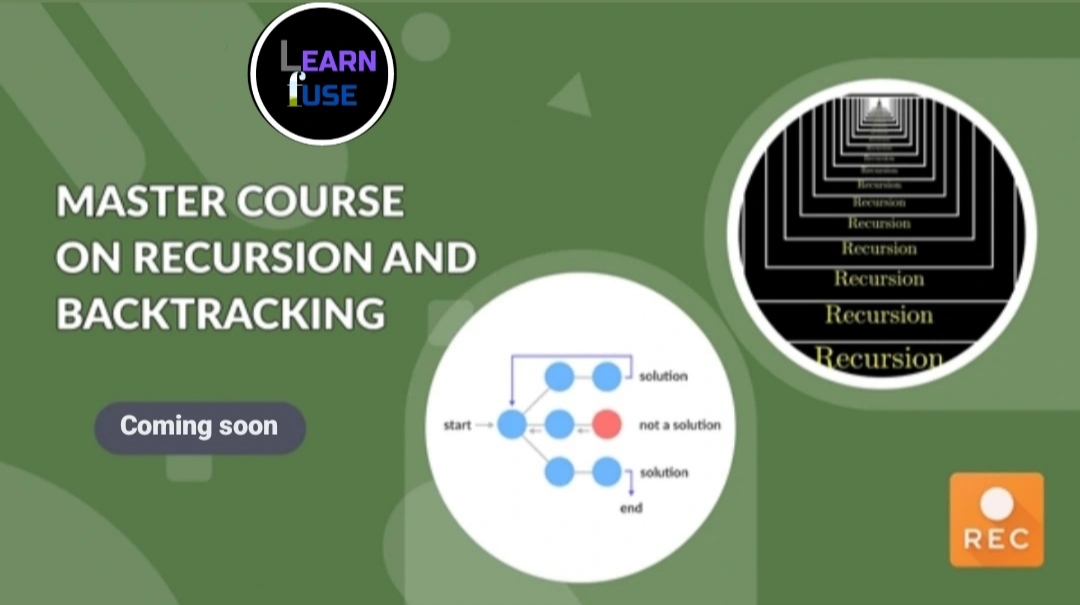 LEARN
fUSE
MASTER COURSE
ON RECURSION AND
BACKTRACKING
Coming soon
start
solution
not a solution
solution
end
Recursion
Recursion
Recursion
Recursion
Recursion
Recursion
Recursion
Recursion
Recursion
REC